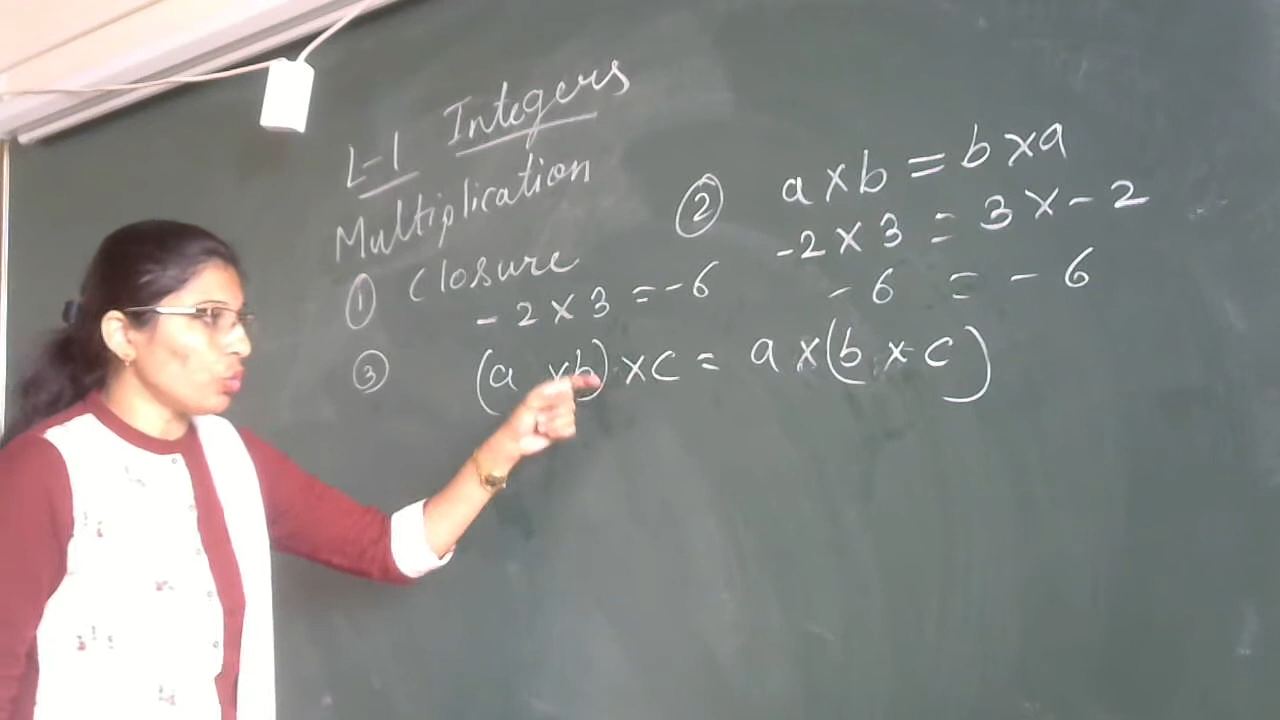 L-1 Integers
Multiplication
① Closure
-2 x 3 = -6
② a x b = b x a
-2 x 3 = 3 x -2
-6 = -6
③ (a x b) x c = a x (b x c)